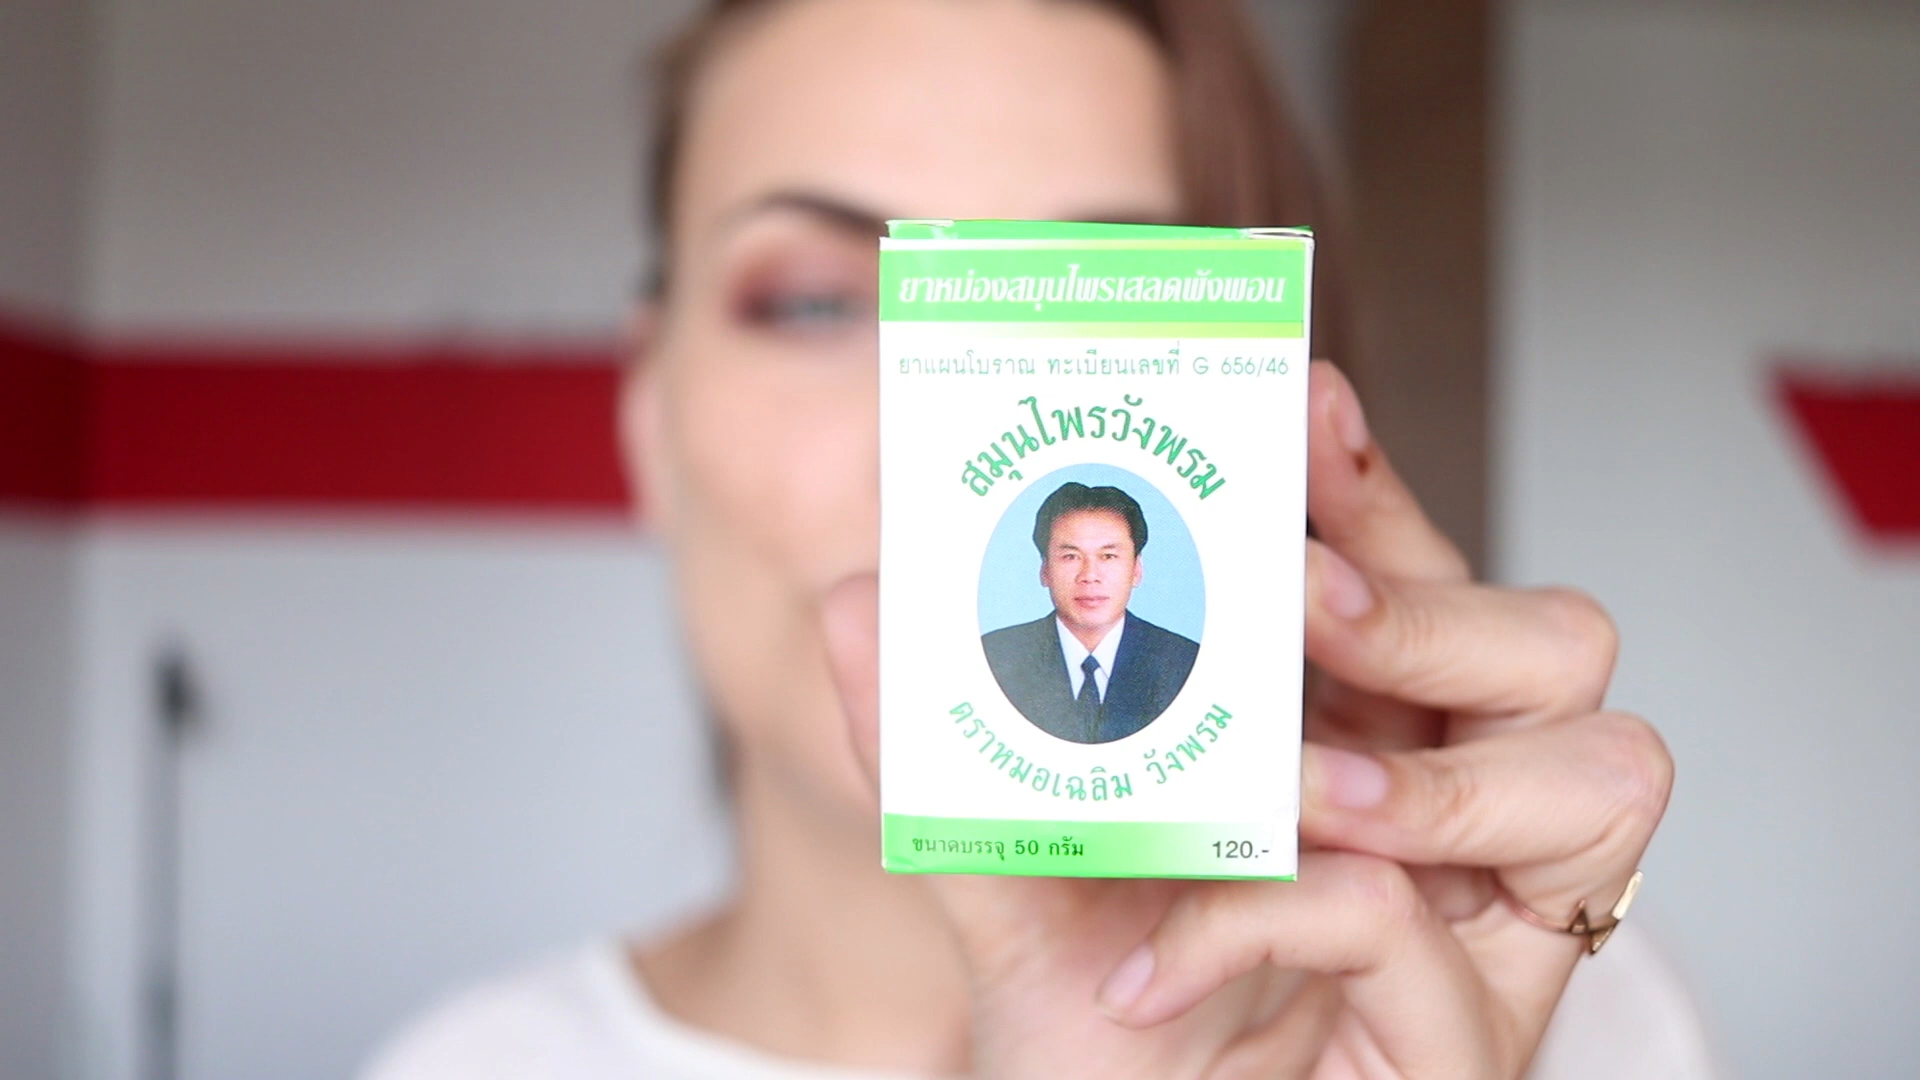 ยาหม่องสมุนไพรเสลดพังพอน
ยาแผนโบราณ ทะเบียนเลขที่ G 656/46
สมุนไพรวังพรม
ตราหมอเฉลิม วังพรม
ขนาดบรรจุ 50 กรัม 120.-